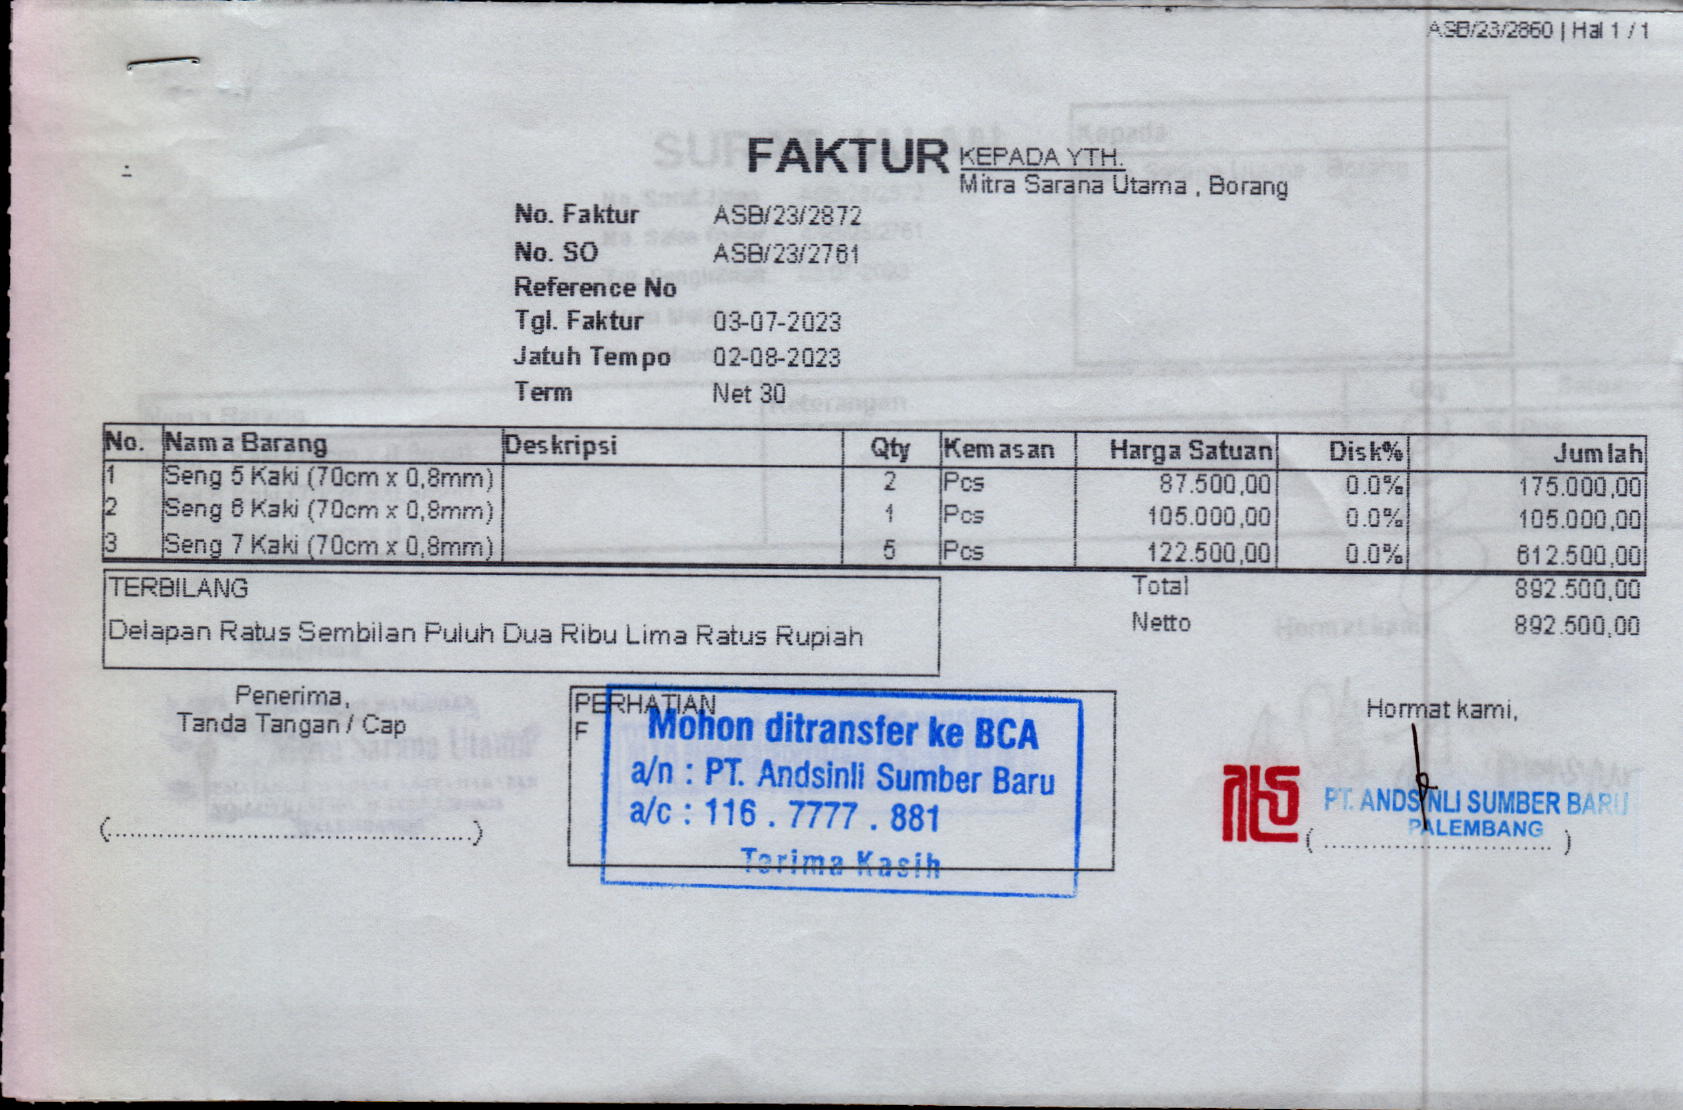 ASB/23/2860 | Hal 1 / 1
FAKTUR
KEPADA YTH.
Mitra Sarana Utama , Borang
No. Faktur ASB/23/2872
No. SO ASB/23/2761
Reference No
Tgl. Faktur 03-07-2023
Jatuh Tempo 02-08-2023
Term Net 30
No. Nama Barang Deskripsi Qty Kemasan Harga Satuan Disk% Jumlah
1 Seng 5 Kaki (70cm x 0,8mm) 2 Pcs 87.500,00 0.0% 175.000,00
2 Seng 6 Kaki (70cm x 0,8mm) 1 Pcs 105.000,00 0.0% 105.000,00
3 Seng 7 Kaki (70cm x 0,8mm) 5 Pcs 122.500,00 0.0% 612.500,00
TERBILANG
Delapan Ratus Sembilan Puluh Dua Ribu Lima Ratus Rupiah
Total 892.500,00
Netto 892.500,00
Penerima,
Tanda Tangan / Cap
(................................................)
PERHATIAN
F
Mohon ditransfer ke BCA
a/n : PT. Andsinli Sumber Baru
a/c : 116 . 7777 . 881
Terima Kasih
Hormat kami,
PT. ANDSINLI SUMBER BARU
PALEMBANG
( .............................. )